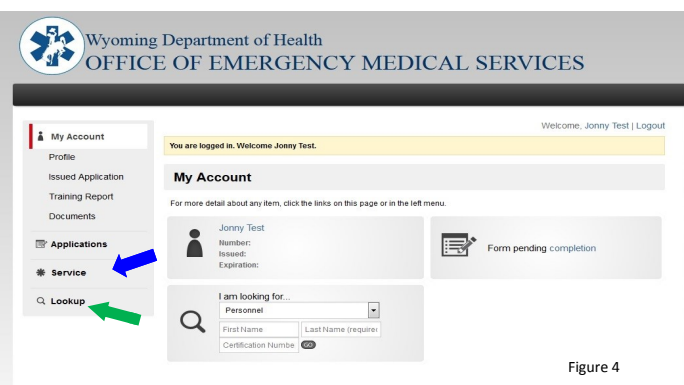 Wyoming Department of Health
OFFICE OF EMERGENCY MEDICAL SERVICES
Welcome, Jonny Test | Logout
My Account
Profile
Issued Application
Training Report
Documents
Applications
Service
Lookup
You are logged in. Welcome Jonny Test.
My Account
For more detail about any item, click the links on this page or in the left menu.
Jonny Test
Number:
Issued:
Expiration:
Form pending completion
I am looking for...
Personnel
First Name
Last Name (require
Certification Numbe
GO
Figure 4